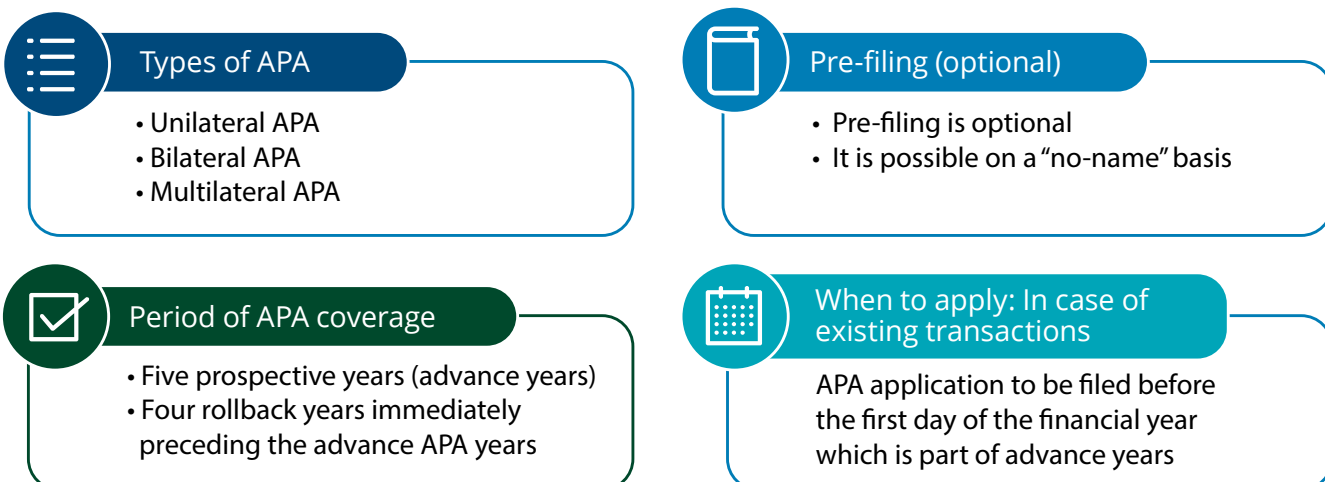 Types of APA
• Unilateral APA
• Bilateral APA
• Multilateral APA
Pre-filing (optional)
• Pre-filing is optional
• It is possible on a “no-name” basis
Period of APA coverage
• Five prospective years (advance years)
• Four rollback years immediately
preceding the advance APA years
When to apply: In case of
existing transactions
APA application to be filed before
the first day of the financial year
which is part of advance years